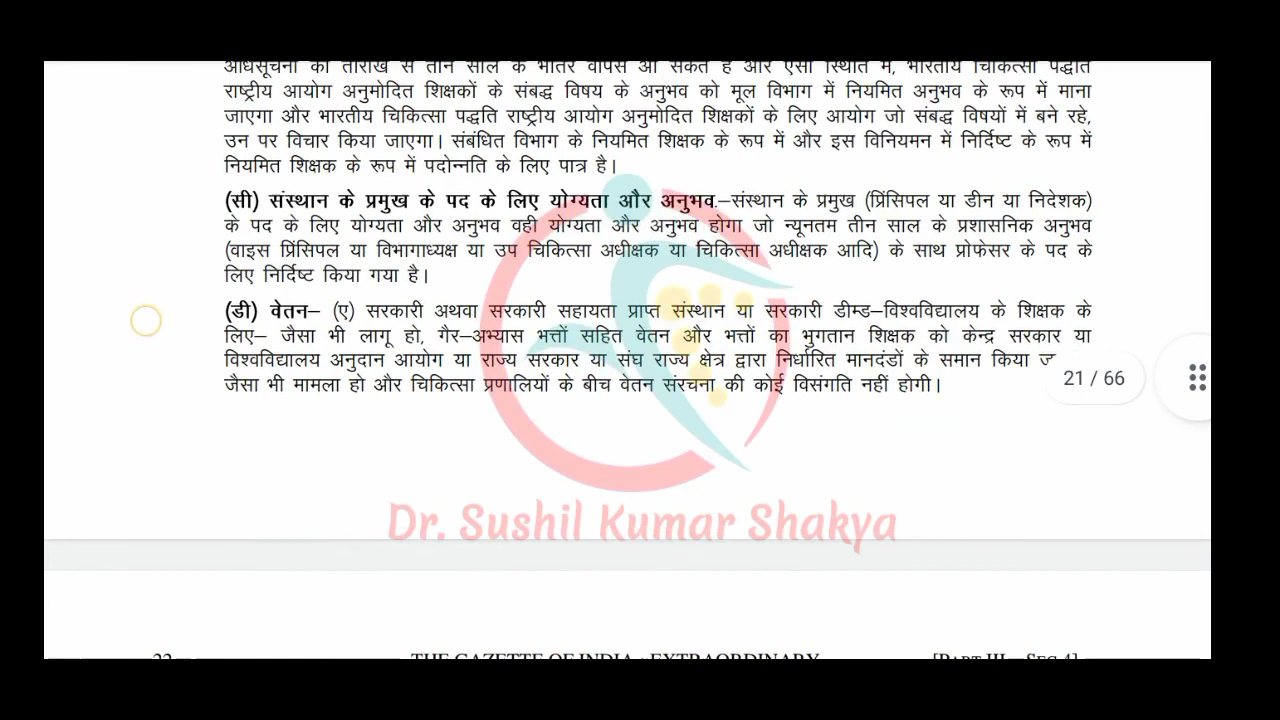 अधिसूचना की तारीख से तीन साल के भीतर वापस आ सकते हैं और ऐसी स्थिति में, भारतीय चिकित्सा पद्धति
राष्ट्रीय आयोग अनुमोदित शिक्षकों के संबद्ध विषय के अनुभव को मूल विभाग में नियमित अनुभव के रूप में माना
जाएगा और भारतीय चिकित्सा पद्धति राष्ट्रीय आयोग अनुमोदित शिक्षकों के लिए आयोग जो संबद्ध विषयों में बने रहे,
उन पर विचार किया जाएगा। संबंधित विभाग के नियमित शिक्षक के रूप में और इस विनियमन में निर्दिष्ट के रूप में
नियमित शिक्षक के रूप में पदोन्नति के लिए पात्र है।
(सी) संस्थान के प्रमुख के पद के लिए योग्यता और अनुभव.–संस्थान के प्रमुख (प्रिंसिपल या डीन या निदेशक)
के पद के लिए योग्यता और अनुभव वही योग्यता और अनुभव होगा जो न्यूनतम तीन साल के प्रशासनिक अनुभव
(वाइस प्रिंसिपल या विभागाध्यक्ष या उप चिकित्सा अधीक्षक या चिकित्सा अधीक्षक आदि) के साथ प्रोफेसर के पद के
लिए निर्दिष्ट किया गया है।
(डी) वेतन– (ए) सरकारी अथवा सरकारी सहायता प्राप्त संस्थान या सरकारी डीम्ड–विश्वविद्यालय के शिक्षक के
लिए– जैसा भी लागू हो, गैर–अभ्यास भत्तों सहित वेतन और भत्तों का भुगतान शिक्षक को केन्द्र सरकार या
विश्वविद्यालय अनुदान आयोग या राज्य सरकार या संघ राज्य क्षेत्र द्वारा निर्धारित मानदंडों के समान किया
जैसा भी मामला हो और चिकित्सा प्रणालियों के बीच वेतन संरचना की कोई विसंगति नहीं होगी।
21 / 66
Dr. Sushil Kumar Shakya
22 THE GAZETTE OF INDIA : EXTRAORDINARY [PART III—SEC.4]